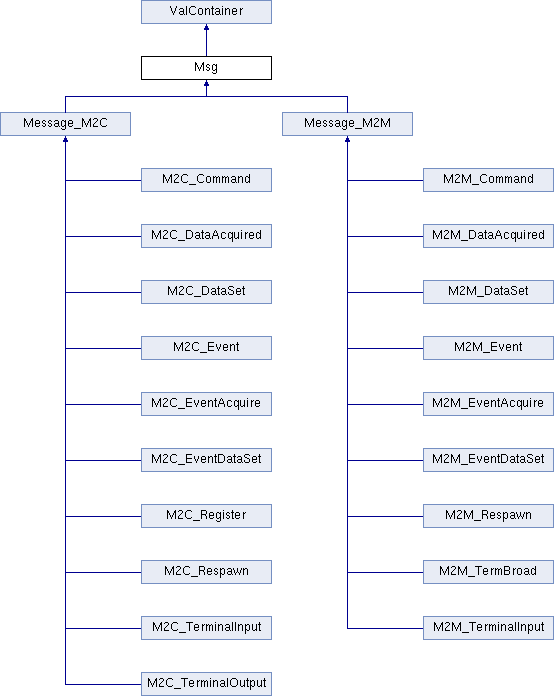 ValContainer
Msg
Message_M2C
Message_M2M
M2C_Command
M2M_Command
M2C_DataAcquired
M2M_DataAcquired
M2C_DataSet
M2M_DataSet
M2C_Event
M2M_Event
M2C_EventAcquire
M2M_EventAcquire
M2C_EventDataSet
M2M_EventDataSet
M2C_Register
M2M_Respawn
M2C_Respawn
M2M_TermBroad
M2C_TerminalInput
M2M_TerminalInput
M2C_TerminalOutput